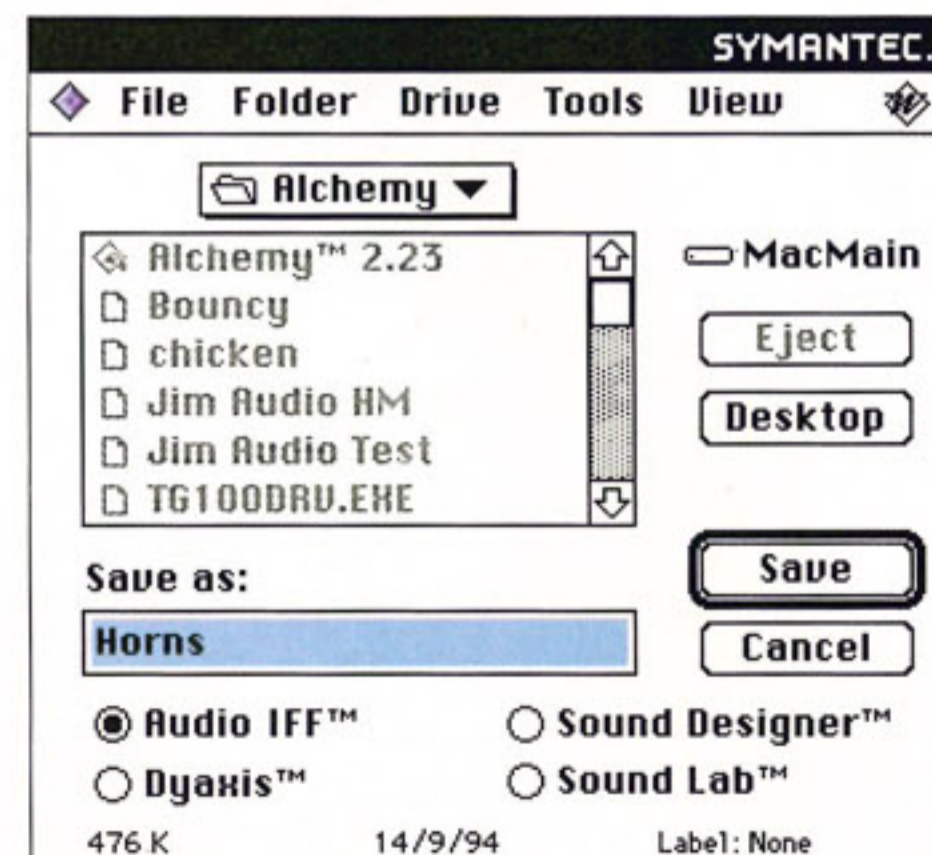 SYMANTEC.
File Folder Drive Tools View
Alchemy
Alchemy™ 2.23
Bouncy
chicken
Jim Audio HM
Jim Audio Test
TG100DRV.EXE
MacMain
Eject
Desktop
Save as:
Horns
Save
Cancel
Audio IFF™ Sound Designer™
Dyaxis™ Sound Lab™
476 K 14/9/94 Label: None